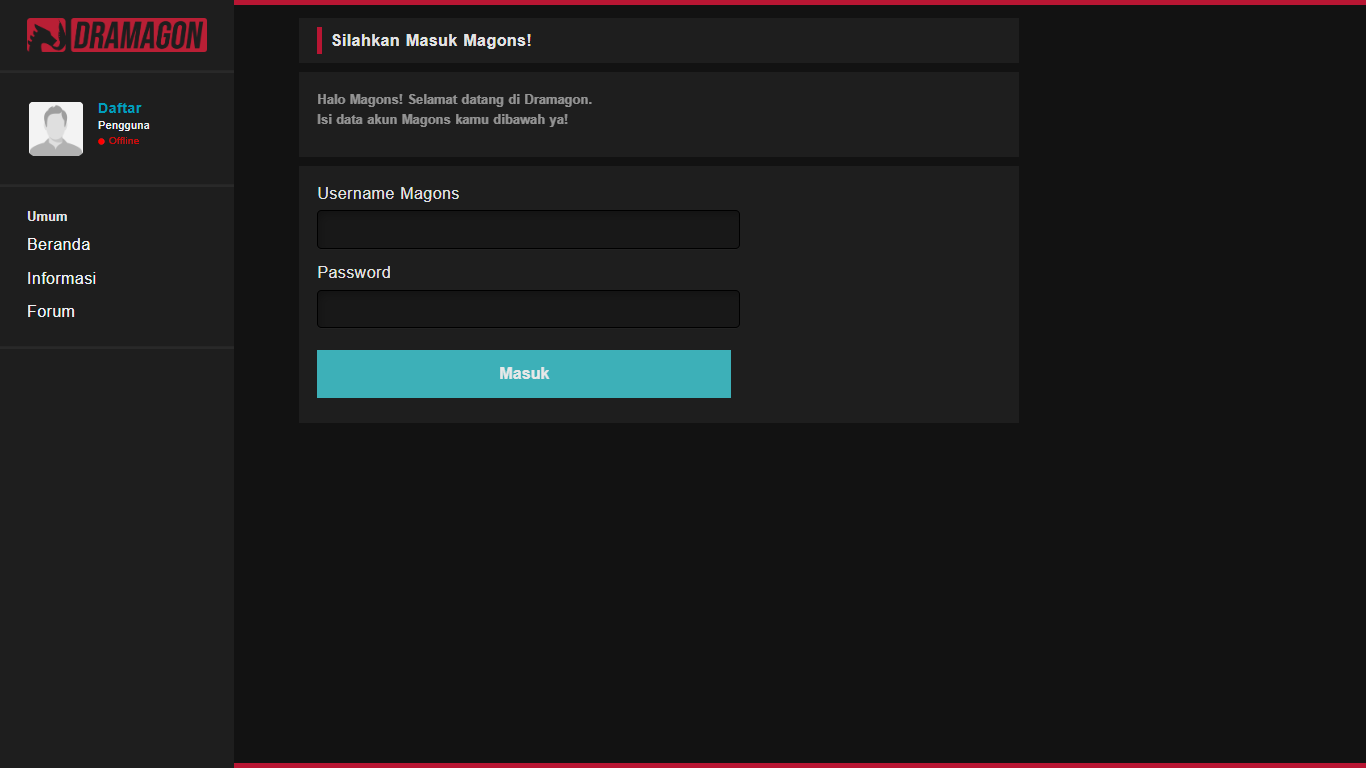 DRAMAGON
Daftar
Pengguna
Offline
Umum
Beranda
Informasi
Forum
Silahkan Masuk Magons!
Halo Magons! Selamat datang di Dramagon.
Isi data akun Magons kamu dibawah ya!
Username Magons
Password
Masuk